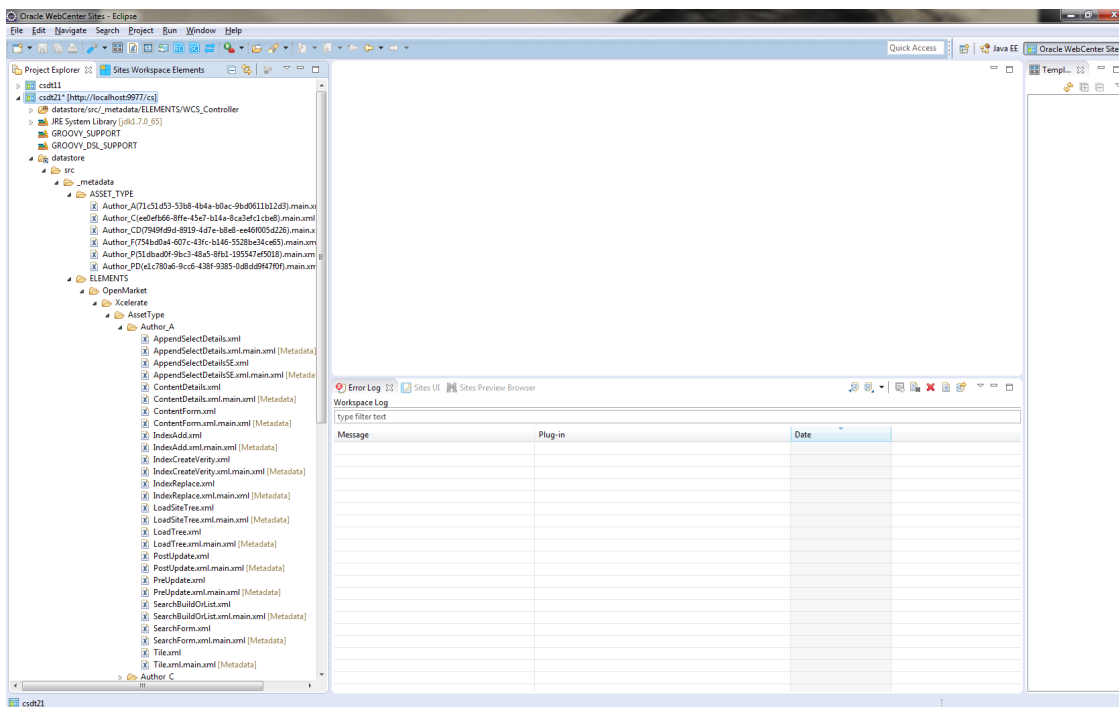 Oracle WebCenter Sites - Eclipse
File Edit Navigate Search Project Run Window Help
Quick Access Java EE Oracle WebCenter Site
Project Explorer Sites Workspace Elements
Templ...
csdt11
csdt21* [http://localhost:9977/cs]
datastore/src/_metadata/ELEMENTS/WCS_Controller
JRE System Library [jdk1.7.0_65]
GROOVY_SUPPORT
GROOVY_DSL_SUPPORT
datastore
src
_metadata
ASSET_TYPE
Author_A(71c51d53-53b8-4b4a-b0ac-9bd0611b12d3).main.x
Author_C(ee0efb66-8ffe-45e7-b14a-8ca3efc1cbe8).main.xml
Author_CD(7949fd9d-8919-4d7e-b8e8-ee46f005d226).main.x
Author_F(754bd0a4-607c-43fc-b146-5528be34ce65).main.xm
Author_P(51dbad0f-9bc3-48a5-8fb1-195547ef5018).main.xm
Author_PD(e1c780a6-9cc6-438f-9385-0d8dd9f47f0f).main.xm
ELEMENTS
OpenMarket
Xcelerate
AssetType
Author_A
AppendSelectDetails.xml
AppendSelectDetails.xml.main.xml [Metadata]
AppendSelectDetailsSE.xml
AppendSelectDetailsSE.xml.main.xml [Metada
ContentDetails.xml
ContentDetails.xml.main.xml [Metadata]
ContentForm.xml
ContentForm.xml.main.xml [Metadata]
IndexAdd.xml
IndexAdd.xml.main.xml [Metadata]
IndexCreateVerity.xml
IndexCreateVerity.xml.main.xml [Metadata]
IndexReplace.xml
IndexReplace.xml.main.xml [Metadata]
LoadSiteTree.xml
LoadSiteTree.xml.main.xml [Metadata]
LoadTree.xml
LoadTree.xml.main.xml [Metadata]
PostUpdate.xml
PostUpdate.xml.main.xml [Metadata]
PreUpdate.xml
PreUpdate.xml.main.xml [Metadata]
SearchBuildOrList.xml
SearchBuildOrList.xml.main.xml [Metadata]
SearchForm.xml
SearchForm.xml.main.xml [Metadata]
Tile.xml
Tile.xml.main.xml [Metadata]
Author_C
Error Log Sites UI Sites Preview Browser
Workspace Log
type filter text
Message Plug-in Date
csdt21